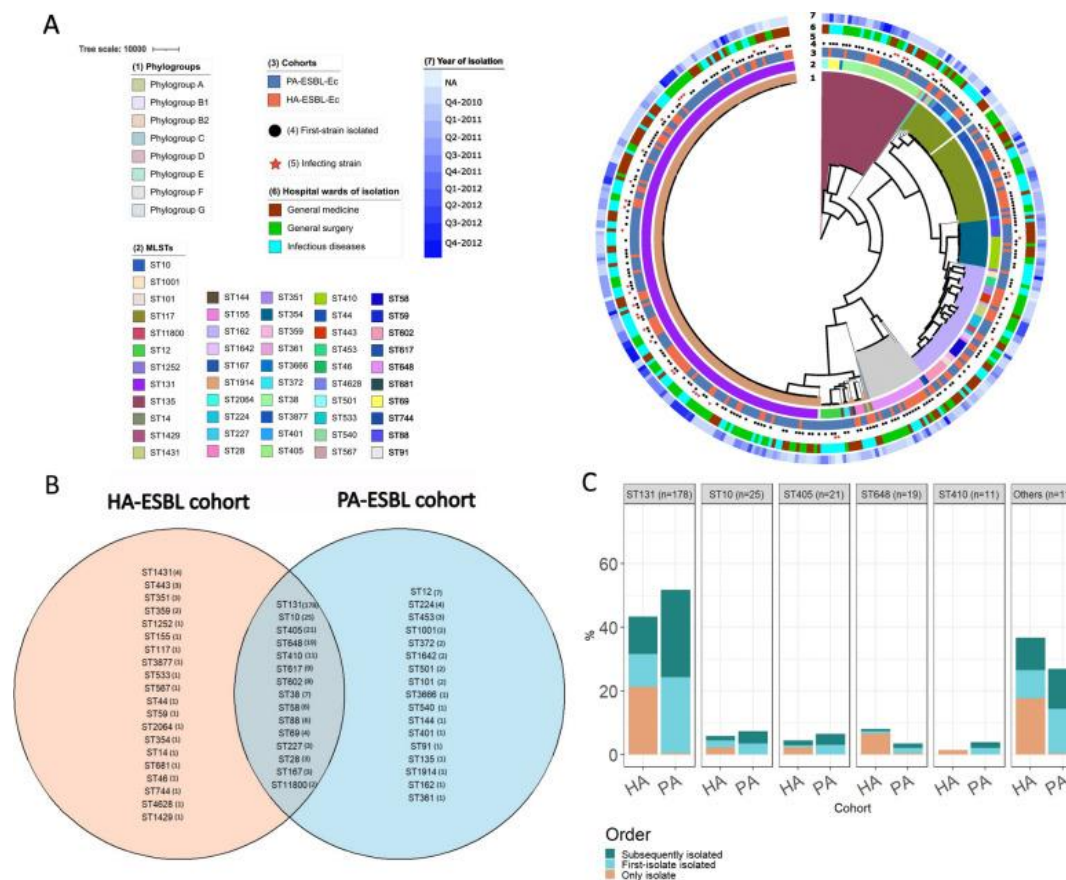 A
Tree scale: 10000
(1) Phylogroups
Phylogroup A
Phylogroup B1
Phylogroup B2
Phylogroup C
Phylogroup D
Phylogroup E
Phylogroup F
Phylogroup G
(2) MLSTs
ST10
ST1001
ST101
ST117
ST11800
ST12
ST1252
ST131
ST135
ST14
ST1429
ST1431
ST144
ST155
ST162
ST1642
ST167
ST1914
ST2064
ST224
ST227
ST28
ST351
ST354
ST359
ST361
ST3666
ST372
ST38
ST3877
ST401
ST405
ST410
ST44
ST443
ST453
ST46
ST4628
ST501
ST533
ST540
ST567
ST58
ST59
ST602
ST617
ST648
ST681
ST69
ST744
ST88
ST91
(3) Cohorts
PA-ESBL-Ec
HA-ESBL-Ec
(4) First-strain isolated
(5) Infecting strain
(6) Hospital wards of isolation
General medicine
General surgery
Infectious diseases
(7) Year of isolation
NA
Q4-2010
Q1-2011
Q2-2011
Q3-2011
Q4-2011
Q1-2012
Q2-2012
Q3-2012
Q4-2012
7
6
5
4
3
2
1
B
HA-ESBL cohort
PA-ESBL cohort
ST1431(4)
ST443 (3)
ST351 (3)
ST359 (2)
ST1252 (1)
ST155 (1)
ST117 (1)
ST3877 (1)
ST533 (1)
ST567 (1)
ST44 (1)
ST59 (1)
ST2064 (1)
ST354 (1)
ST14 (1)
ST681 (1)
ST46 (1)
ST744 (1)
ST4628 (1)
ST1429 (1)
ST131(178)
ST10 (25)
ST405 (21)
ST648 (19)
ST410 (11)
ST617 (9)
ST602 (8)
ST38 (7)
ST58 (6)
ST88 (6)
ST69 (4)
ST227 (3)
ST28 (3)
ST167 (3)
ST11800 (2)
ST12 (7)
ST224 (4)
ST453 (3)
ST1001
ST372 (2)
ST1642 (2)
ST501 (2)
ST101 (2)
ST3666 (1)
ST540 (1)
ST144 (1)
ST401 (1)
ST91 (1)
ST135 (1)
ST1914 (1)
ST162 (1)
ST361 (1)
C
ST131 (n=178)
ST10 (n=25)
ST405 (n=21)
ST648 (n=19)
ST410 (n=11)
Others (n=1
%
60
40
20
0
HA PA HA PA HA PA HA PA HA PA HA PA
Cohort
Order
Subsequently isolated
First-isolate isolated
Only isolate